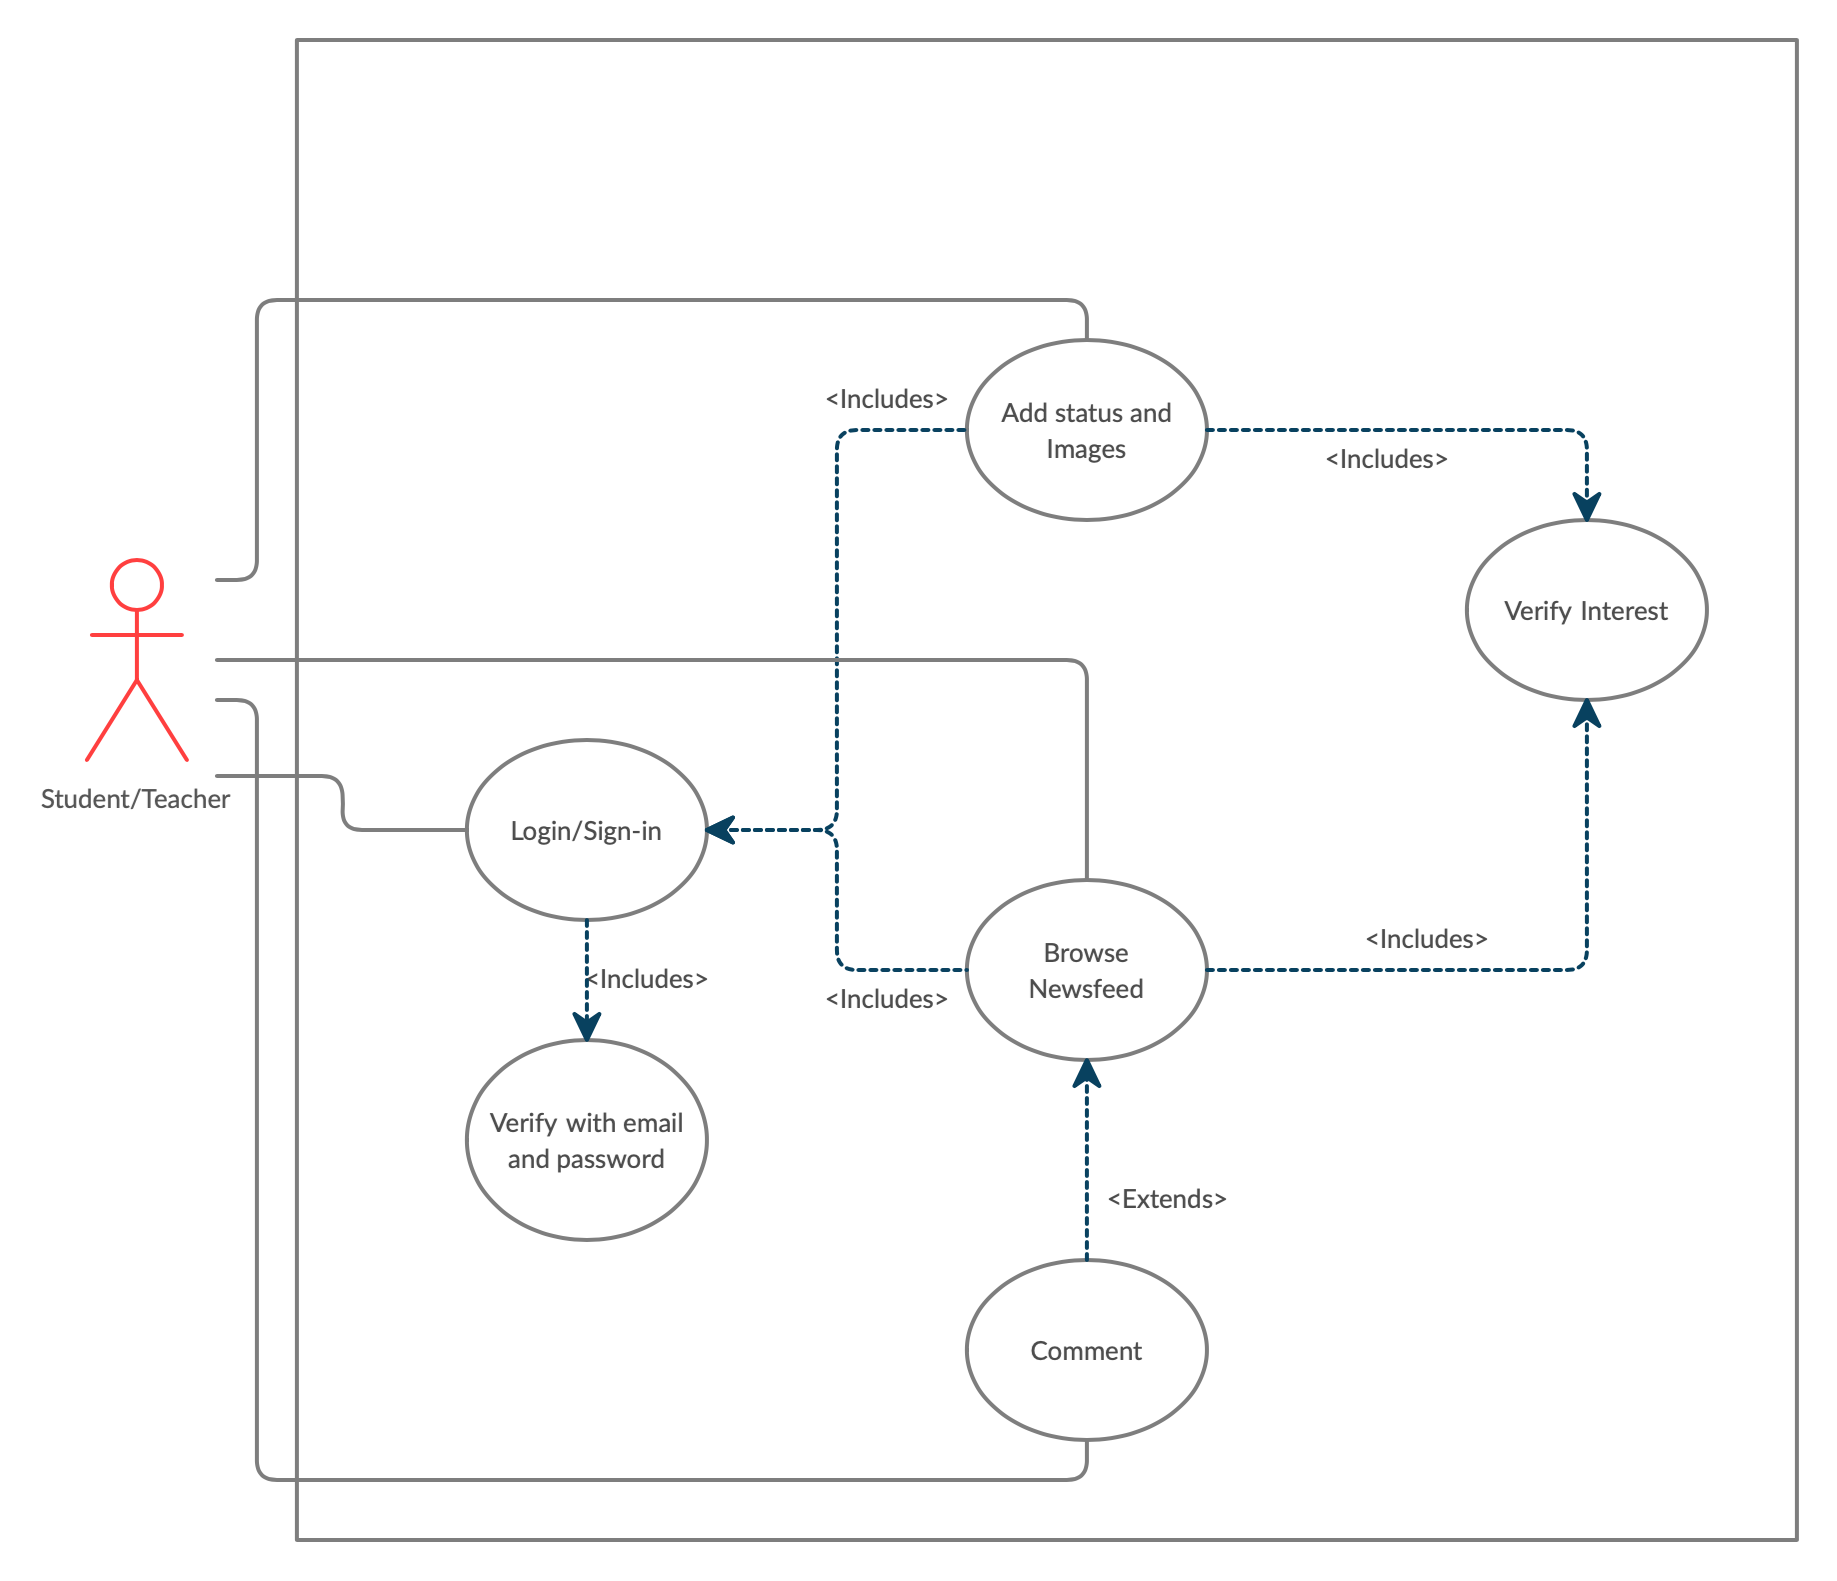 <Includes>
Add status and
Images
<Includes>
Verify Interest
Student/Teacher
Login/Sign-in
<Includes>
Browse
Newsfeed
<Includes>
<Includes>
Verify with email
and password
<Extends>
Comment